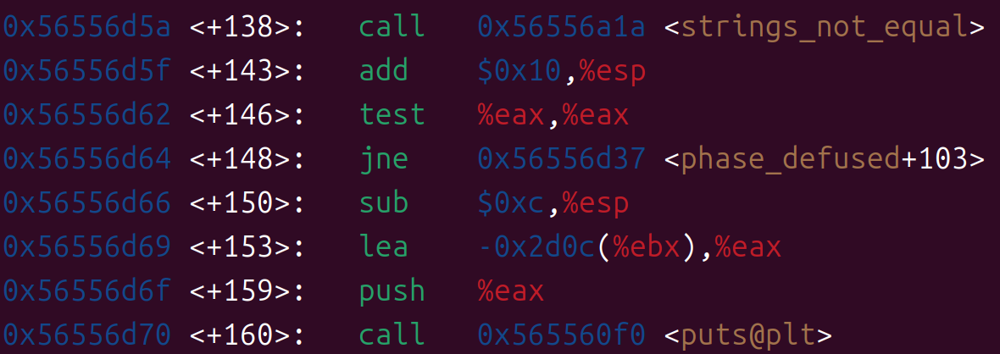 0x56556d5a <+138>: call 0x56556a1a <strings_not_equal>
0x56556d5f <+143>: add $0x10,%esp
0x56556d62 <+146>: test %eax,%eax
0x56556d64 <+148>: jne 0x56556d37 <phase_defused+103>
0x56556d66 <+150>: sub $0xc,%esp
0x56556d69 <+153>: lea -0x2d0c(%ebx),%eax
0x56556d6f <+159>: push %eax
0x56556d70 <+160>: call 0x565560f0 <puts@plt>